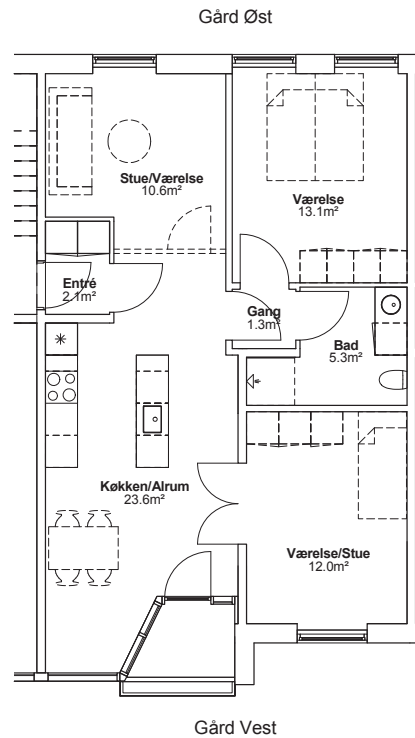 Gård Øst
Stue/Værelse
10.6m²
Værelse
13.1m²
Entré
2.1m²
Gang
1.3m²
Bad
5.3m²
Køkken/Alrum
23.6m²
Værelse/Stue
12.0m²
Gård Vest